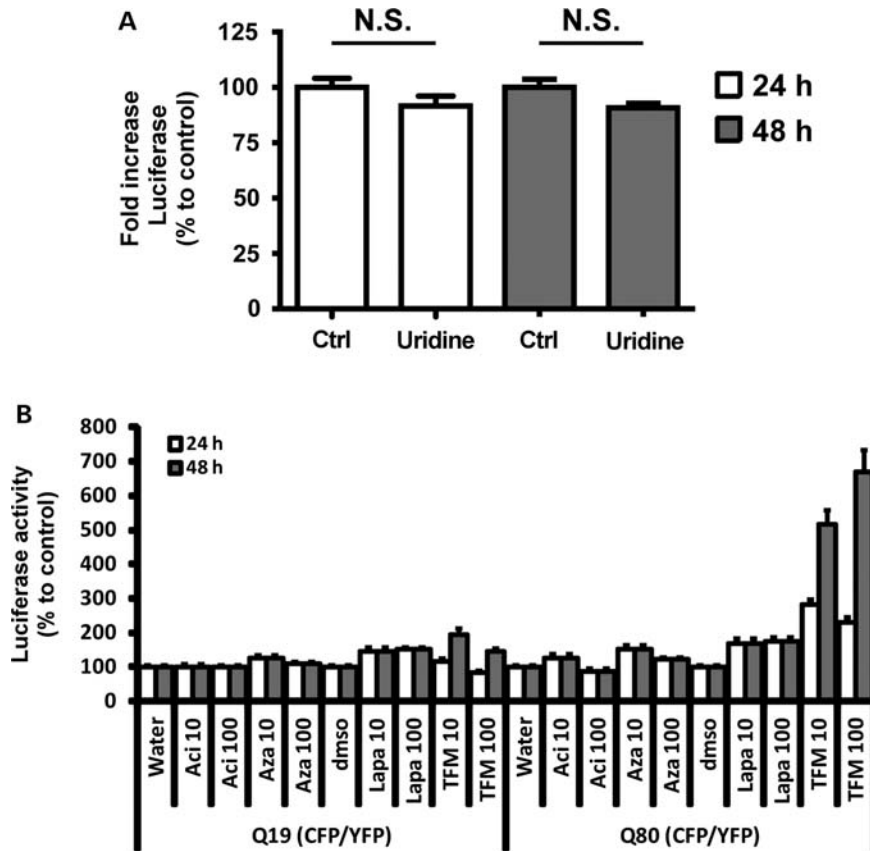 A
N.S. N.S.
Fold increase
Luciferase
(% to control)
125
100
75
50
25
0
Ctrl Uridine Ctrl Uridine
24 h
48 h
B
Luciferase activity
(% to control)
800
700
600
500
400
300
200
100
0
24 h
48 h
Water Aci 10 Aci 100 Aza 10 Aza 100 dmso Lapa 10 Lapa 100 TFM 10 TFM 100 Water Aci 10 Aci 100 Aza 10 Aza 100 dmso Lapa 10 Lapa 100 TFM 10 TFM 100
Q19 (CFP/YFP) Q80 (CFP/YFP)